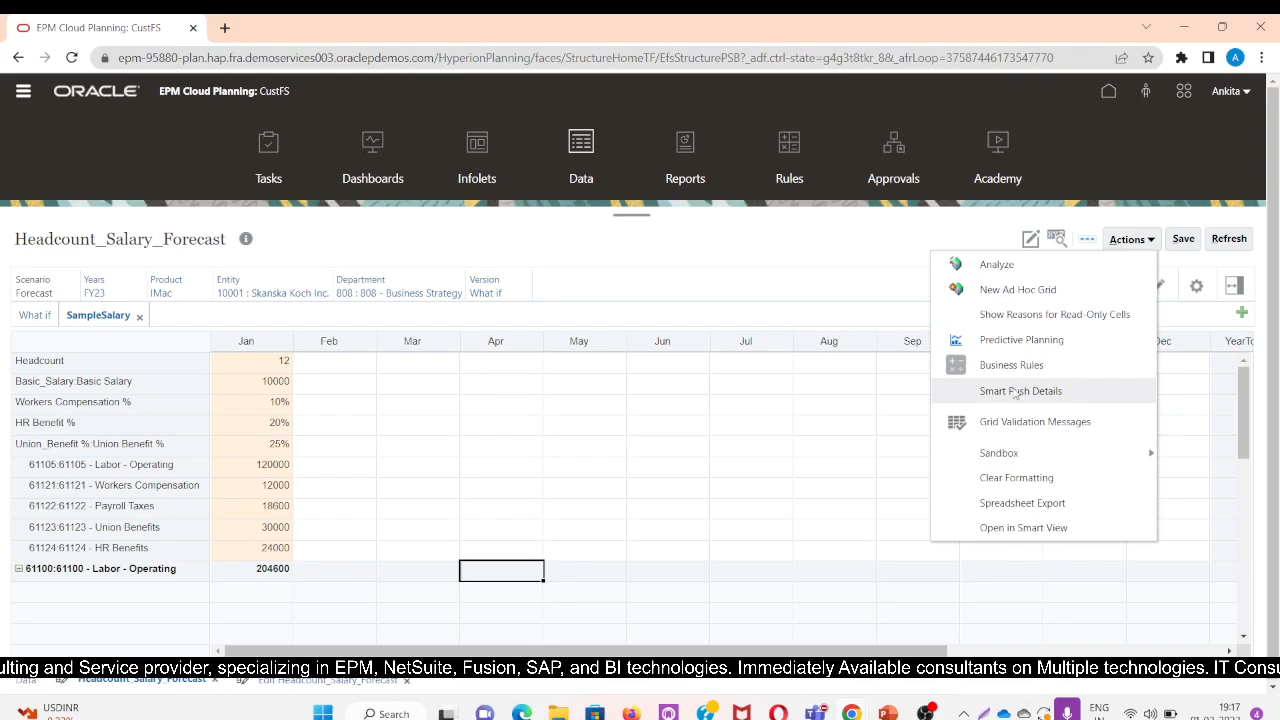 EPM Cloud Planning: CustFS
epm-95880-plan.hap.fra.demoservices003.oraclepdemos.com/HyperionPlanning/faces/StructureHomeTF/EfsStructurePSB?_adf.ctrl-state=g4g3t8tkr_8&_afrLoop=37587446173547770
A
ORACLE EPM Cloud Planning: CustFS
Ankita
Tasks Dashboards Infolets Data Reports Rules Approvals Academy
Headcount_Salary_Forecast
Actions Save Refresh
Scenario Years Product Entity Department Version
Forecast FY23 IMac 10001 : Skanska Koch Inc. 808 : 808 - Business Strategy What if
What if SampleSalary
Analyze
New Ad Hoc Grid
Show Reasons for Read-Only Cells
Predictive Planning
Business Rules
Smart Push Details
Grid Validation Messages
Sandbox
Clear Formatting
Spreadsheet Export
Open in Smart View
Jan Feb Mar Apr May Jun Jul Aug Sep Dec YearTo
Headcount 12
Basic_Salary:Basic Salary 10000
Workers Compensation % 10%
HR Benefit % 20%
Union_Benefit %:Union Benefit % 25%
61105:61105 - Labor - Operating 120000
61121:61121 - Workers Compensation 12000
61122:61122 - Payroll Taxes 18600
61123:61123 - Union Benefits 30000
61124:61124 - HR Benefits 24000
61100:61100 - Labor - Operating 204600
ulting and Service provider, specializing in EPM, NetSuite, Fusion, SAP, and BI technologies. Immediately Available consultants on Multiple technologies. IT Consu
Data Headcount_Salary_Forecast Edit Headcount_Salary_Forecast
USDINR
Search
ENG
19:17
4